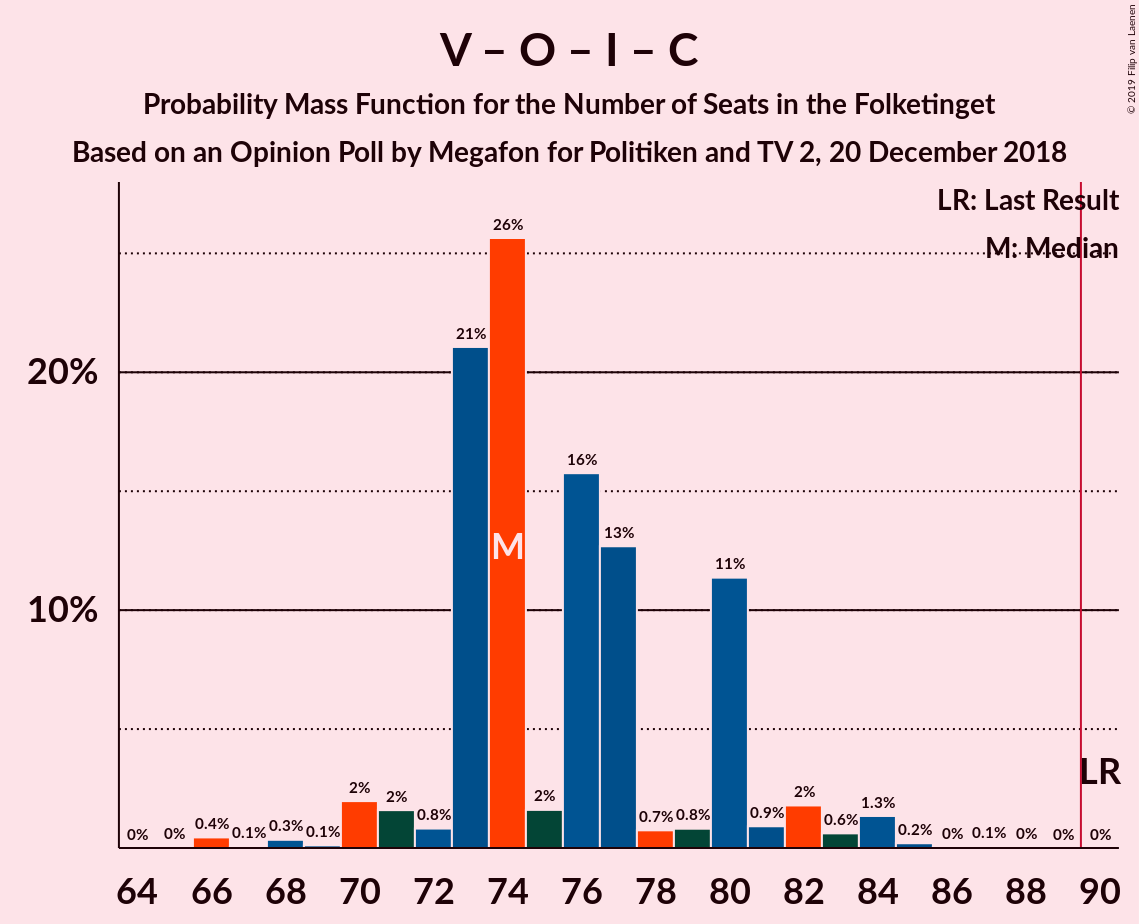 V – O – I – C
Probability Mass Function for the Number of Seats in the Folketinget
Based on an Opinion Poll by Megafon for Politiken and TV 2, 20 December 2018
© 2019 Filip van Laenen
LR: Last Result
M: Median
26%
21%
20%
16%
13%
M
11%
10%
LR
0% 0% 0.4% 0.1% 0.3% 0.1% 2% 2% 0.8% 2% 0.7% 0.8% 0.9% 2% 0.6% 1.3% 0.2% 0% 0.1% 0% 0% 0%
64 66 68 70 72 74 76 78 80 82 84 86 88 90